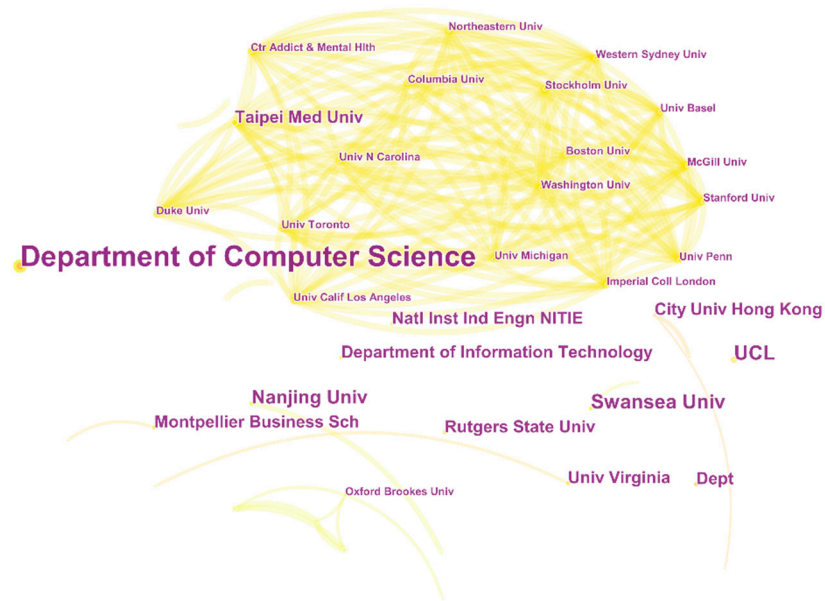 Northeastern Univ
Ctr Addict & Mental Hlth
Western Sydney Univ
Columbia Univ
Stockholm Univ
Univ Basel
Taipei Med Univ
Boston Univ
Univ N Carolina
McGill Univ
Washington Univ
Stanford Univ
Duke Univ
Univ Toronto
Department of Computer Science
Univ Michigan
Univ Penn
Imperial Coll London
Univ Calif Los Angeles
City Univ Hong Kong
Natl Inst Ind Engn NITIE
Department of Information Technology
UCL
Nanjing Univ
Swansea Univ
Montpellier Business Sch
Rutgers State Univ
Univ Virginia
Dept
Oxford Brookes Univ